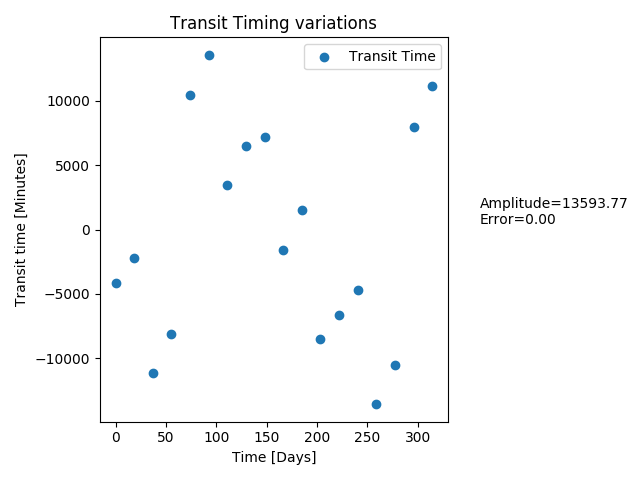 Transit Timing variations
Transit Time
Transit time [Minutes]
10000
5000
0
−5000
−10000
0 50 100 150 200 250 300
Time [Days]
Amplitude=13593.77
Error=0.00